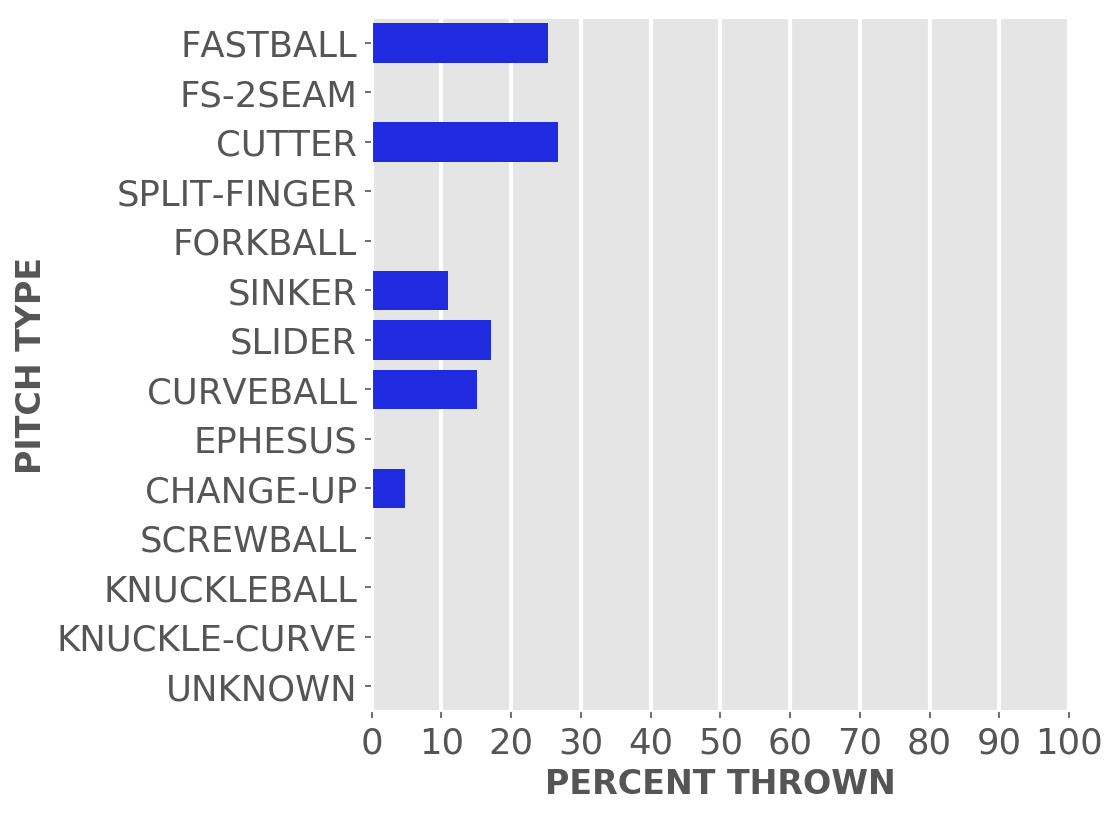 FASTBALL
FS-2SEAM
CUTTER
SPLIT-FINGER
FORKBALL
SINKER
SLIDER
CURVEBALL
EPHESUS
CHANGE-UP
SCREWBALL
KNUCKLEBALL
KNUCKLE-CURVE
UNKNOWN
PITCH TYPE
0 10 20 30 40 50 60 70 80 90 100
PERCENT THROWN